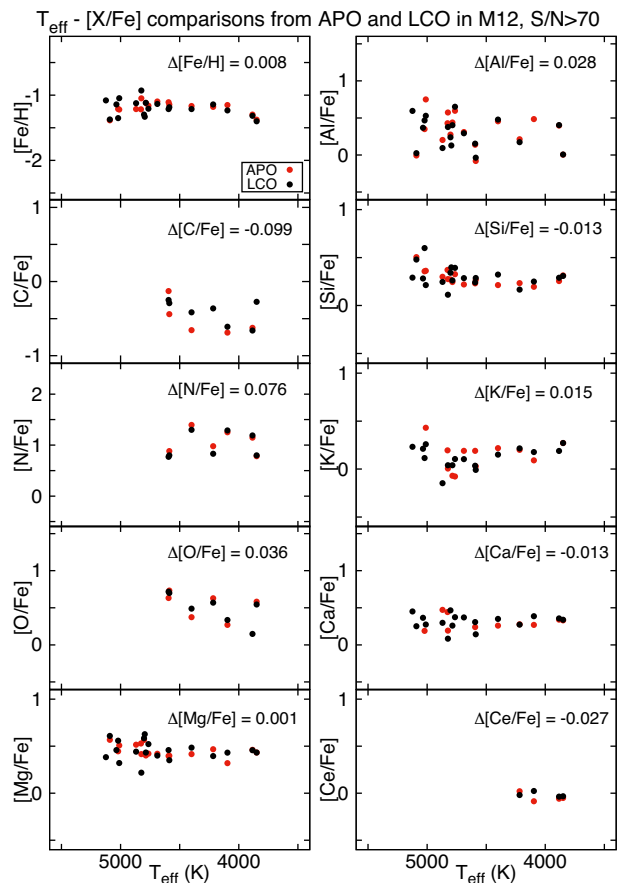 T_eff - [X/Fe] comparisons from APO and LCO in M12, S/N>70
Δ[Fe/H] = 0.008
[Fe/H]
-1
-2
APO
LCO
Δ[C/Fe] = -0.099
[C/Fe]
1
0
-1
Δ[N/Fe] = 0.076
[N/Fe]
2
1
0
Δ[O/Fe] = 0.036
[O/Fe]
1
0
Δ[Mg/Fe] = 0.001
[Mg/Fe]
1
0
5000 4000
T_eff (K)
Δ[Al/Fe] = 0.028
[Al/Fe]
1
0
Δ[Si/Fe] = -0.013
[Si/Fe]
1
0
Δ[K/Fe] = 0.015
[K/Fe]
1
0
Δ[Ca/Fe] = -0.013
[Ca/Fe]
1
0
Δ[Ce/Fe] = -0.027
[Ce/Fe]
1
0
5000 4000
T_eff (K)